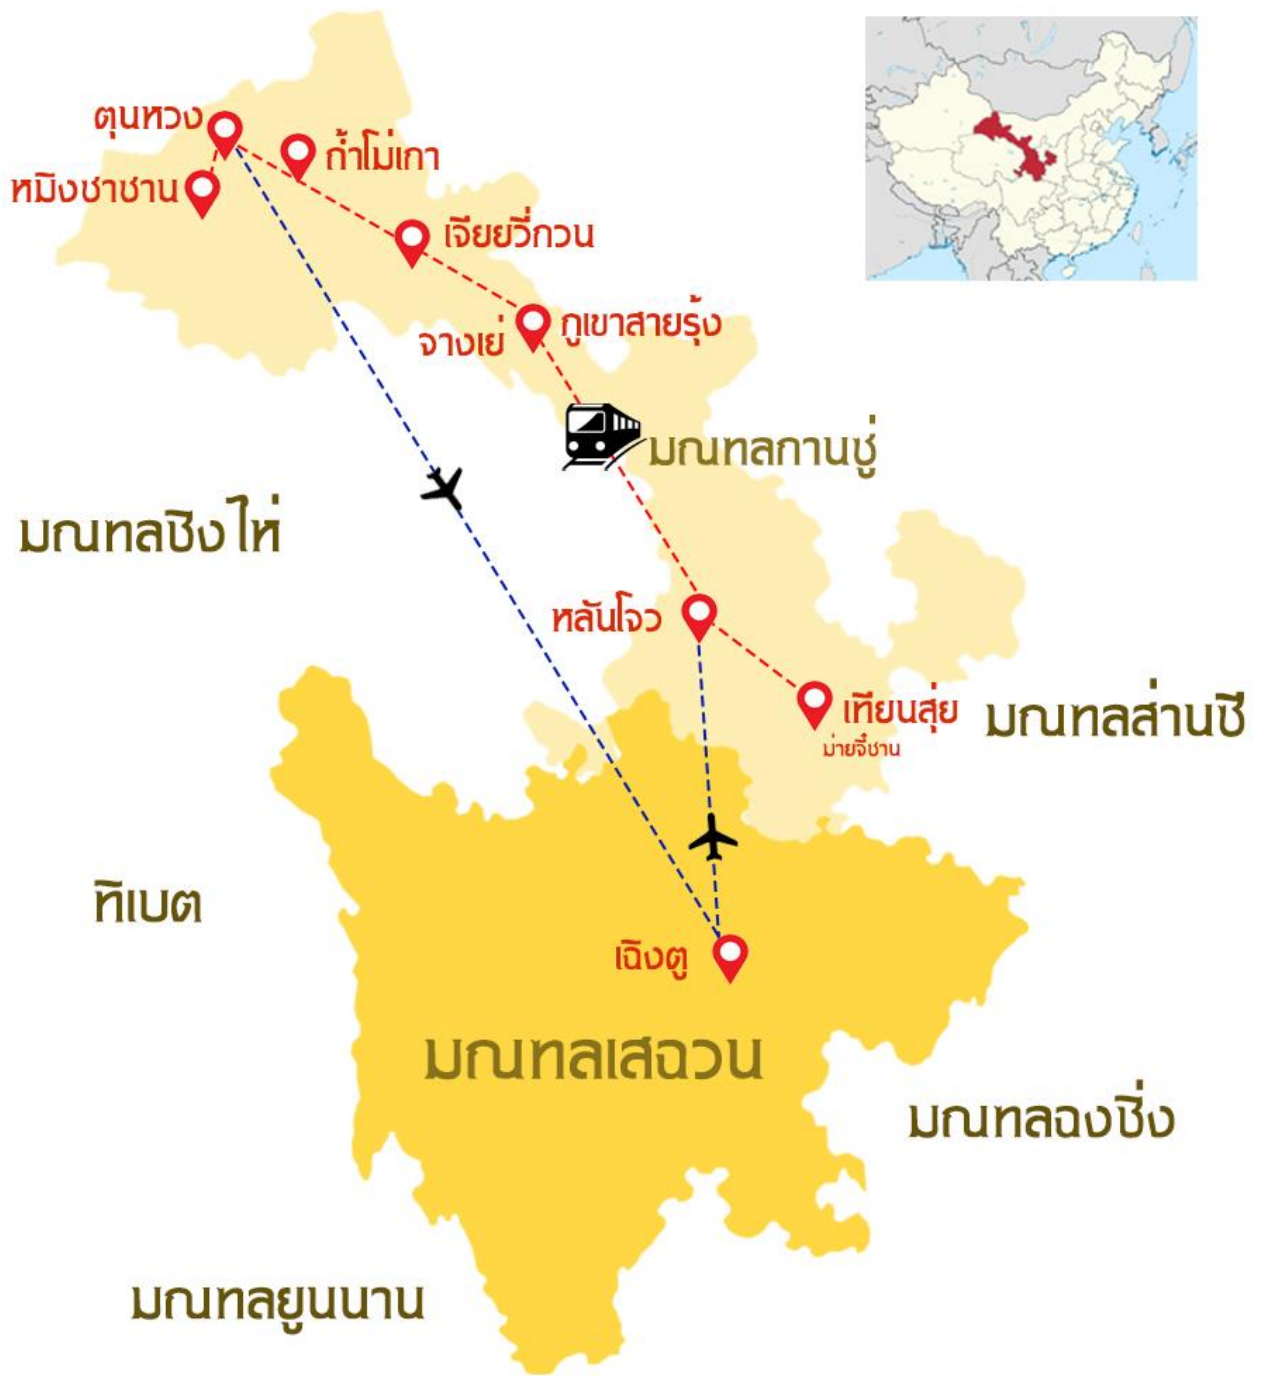 ตุนหวง
ถ้ำโม่เกา
หมิงซาซาน
เจียยวี่กวน
ภูเขาสายรุ้ง
จางเย่
มณฑลกานซู่
มณฑลชิงไห่
หลันโจว
เทียนสุ่ย
ม่ายจี๋ซาน
มณฑลส่านซี
ทิเบต
เฉิงตู
มณฑลเสฉวน
มณฑลฉงชิ่ง
มณฑลยูนนาน